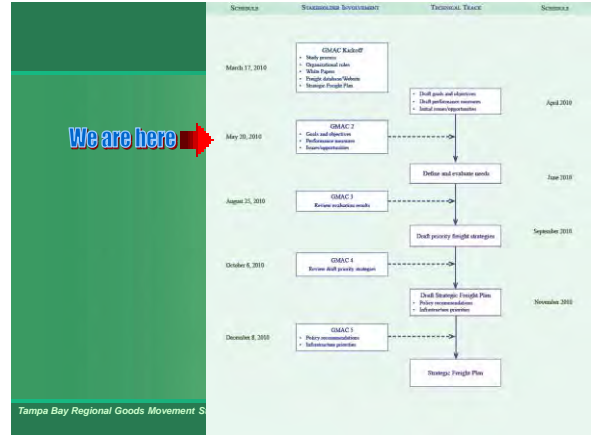 SCHEDULE STAKEHOLDER INVOLVEMENT TECHNICAL TRACK SCHEDULE
March 17, 2010
GMAC Kickoff
• Study process
• Organizational roles
• White Papers
• Freight database/Website
• Strategic Freight Plan
• Draft goals and objectives
• Draft performance measures
• Initial issues/opportunities
April 2010
We are here
May 20, 2010
GMAC 2
• Goals and objectives
• Performance measures
• Issues/opportunities
Define and evaluate needs
June 2010
August 25, 2010
GMAC 3
Review evaluation results
Draft priority freight strategies
September 2010
October 6, 2010
GMAC 4
Review draft priority strategies
Draft Strategic Freight Plan
• Policy recommendations
• Infrastructure priorities
November 2010
December 8, 2010
GMAC 5
• Policy recommendations
• Infrastructure priorities
Strategic Freight Plan
Tampa Bay Regional Goods Movement S